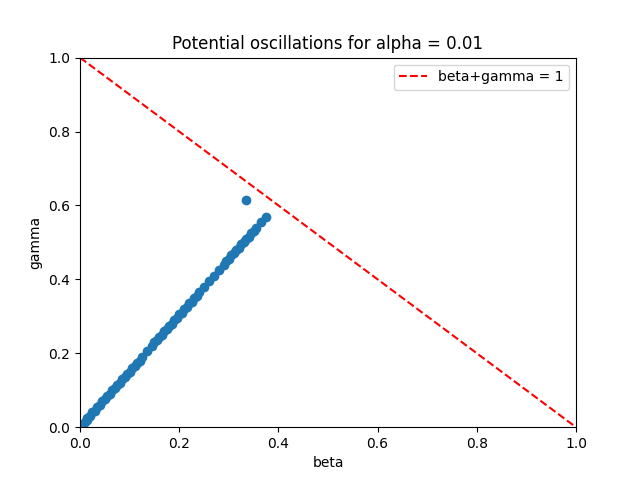 Potential oscillations for alpha = 0.01
beta+gamma = 1
gamma
1.0
0.8
0.6
0.4
0.2
0.0
0.0 0.2 0.4 0.6 0.8 1.0
beta